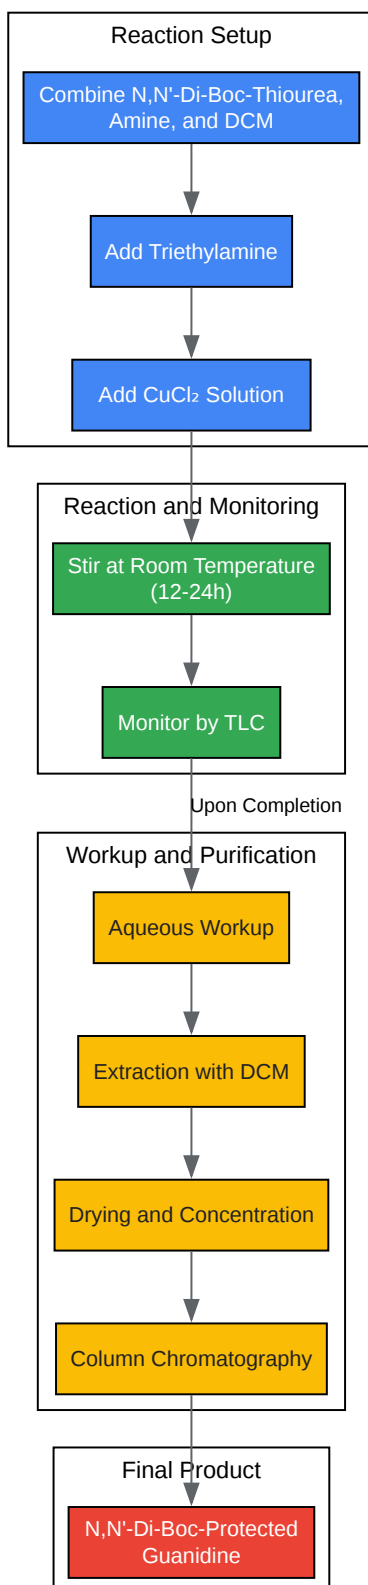 Reaction Setup
Combine N,N'-Di-Boc-Thiourea,
Amine, and DCM
Add Triethylamine
Add CuCl₂ Solution
Reaction and Monitoring
Stir at Room Temperature
(12-24h)
Monitor by TLC
Upon Completion
Workup and Purification
Aqueous Workup
Extraction with DCM
Drying and Concentration
Column Chromatography
Final Product
N,N'-Di-Boc-Protected
Guanidine